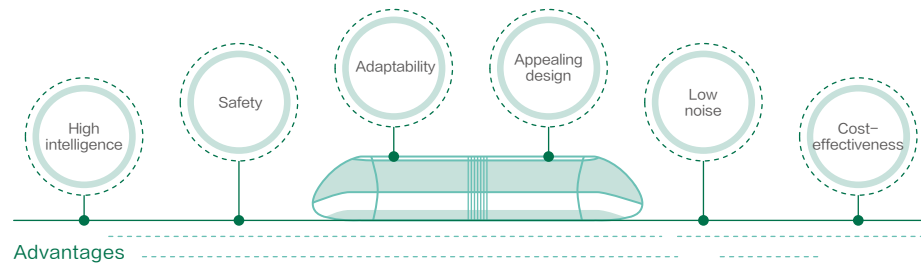 High
intelligence
Safety
Adaptability
Appealing
design
Low
noise
Cost-
effectiveness
Advantages